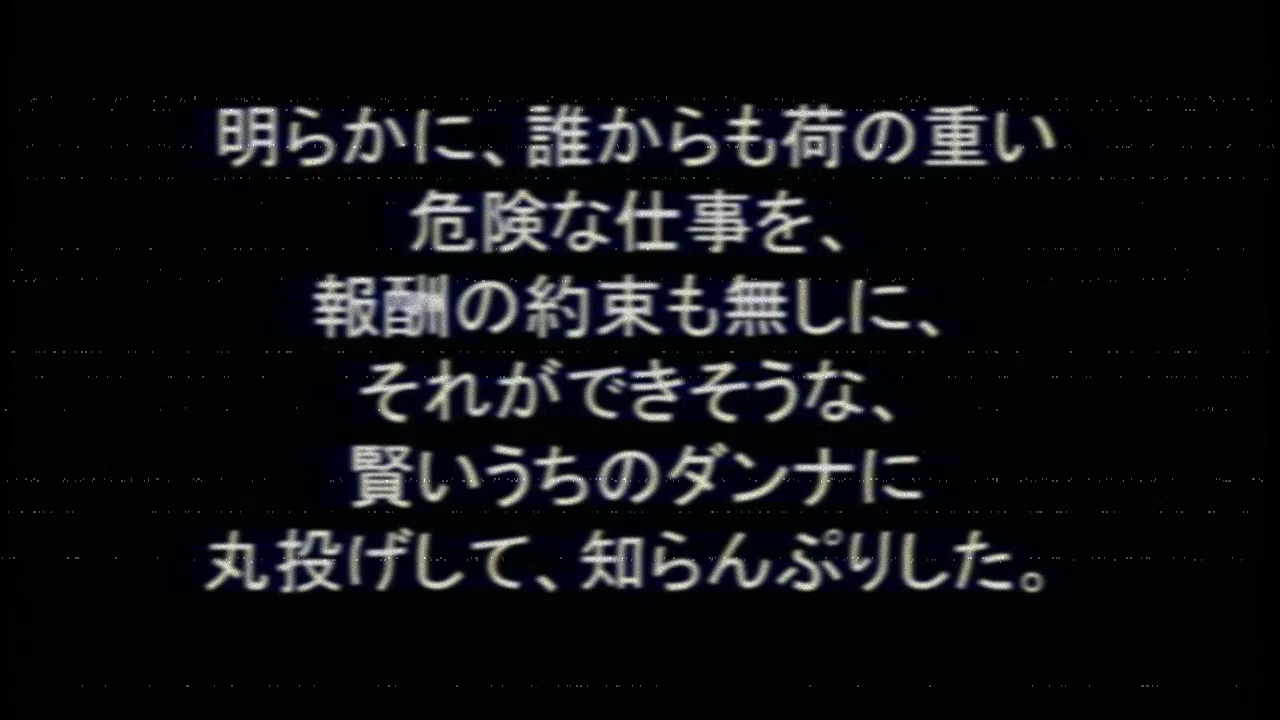 明らかに、誰からも荷の重い
危険な仕事を、
報酬の約束も無しに、
それができそうな、
賢いうちのダンナに
丸投げして、知らんぷりした。